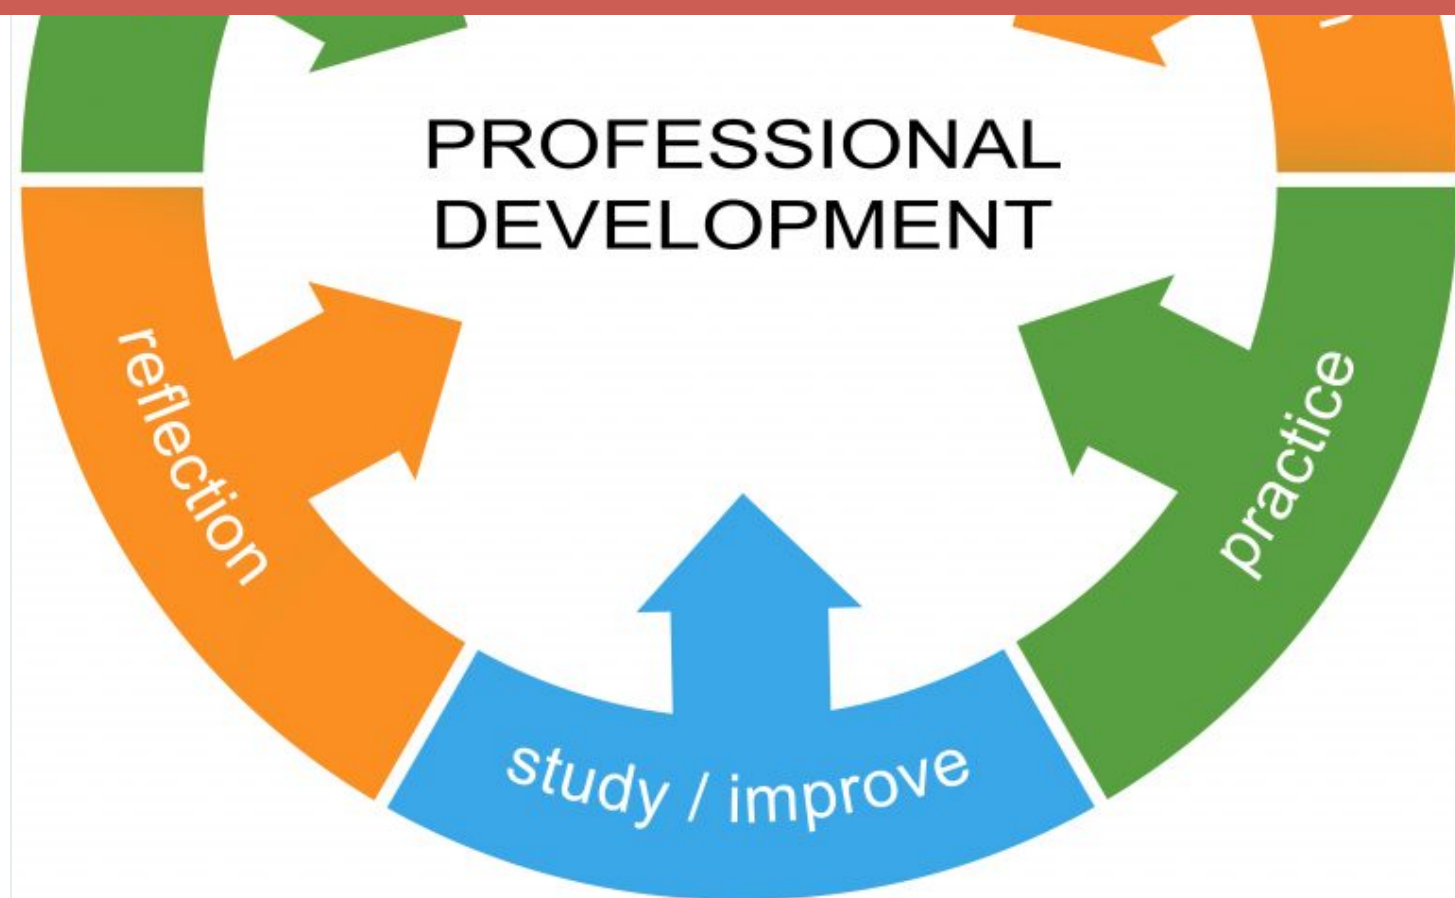 PROFESSIONAL
DEVELOPMENT
reflection
practice
study / improve